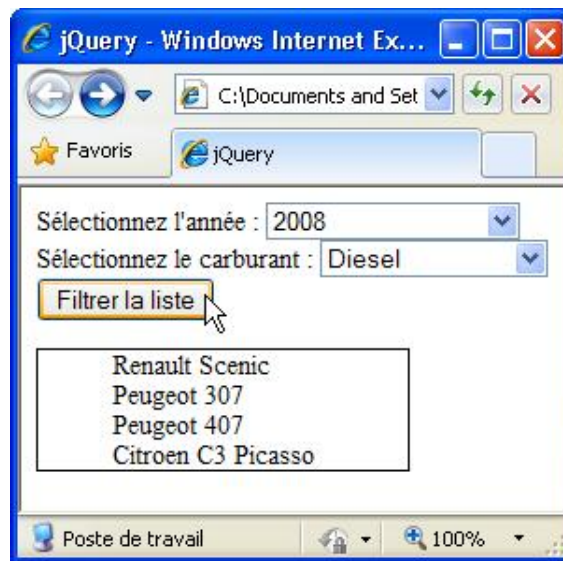 jQuery - Windows Internet Ex...
C:\Documents and Set
Favoris
jQuery
Sélectionnez l'année : 2008
Sélectionnez le carburant : Diesel
Filtrer la liste
Renault Scenic
Peugeot 307
Peugeot 407
Citroen C3 Picasso
Poste de travail
100%